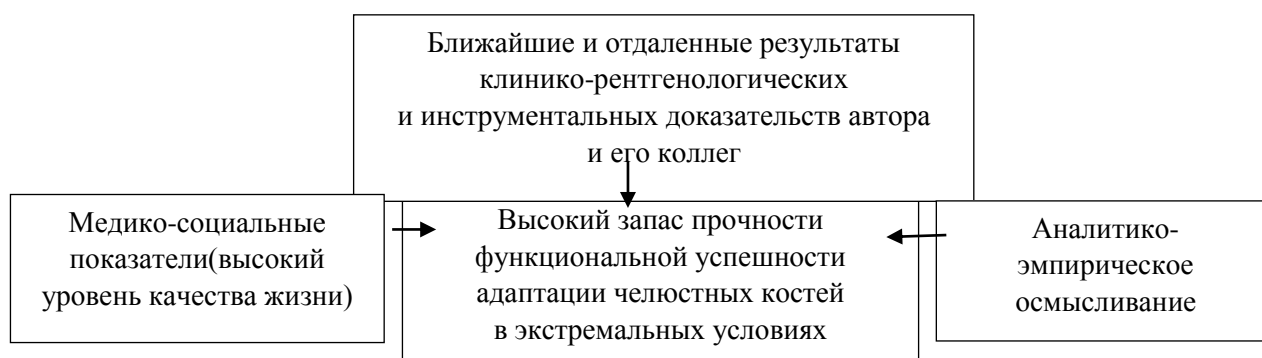 Ближайшие и отдаленные результаты
клинико-рентгенологических
и инструментальных доказательств автора
и его коллег
Медико-социальные
показатели(высокий
уровень качества жизни)
Высокий запас прочности
функциональной успешности
адаптации челюстных костей
в экстремальных условиях
Аналитико-
эмпирическое
осмысливание